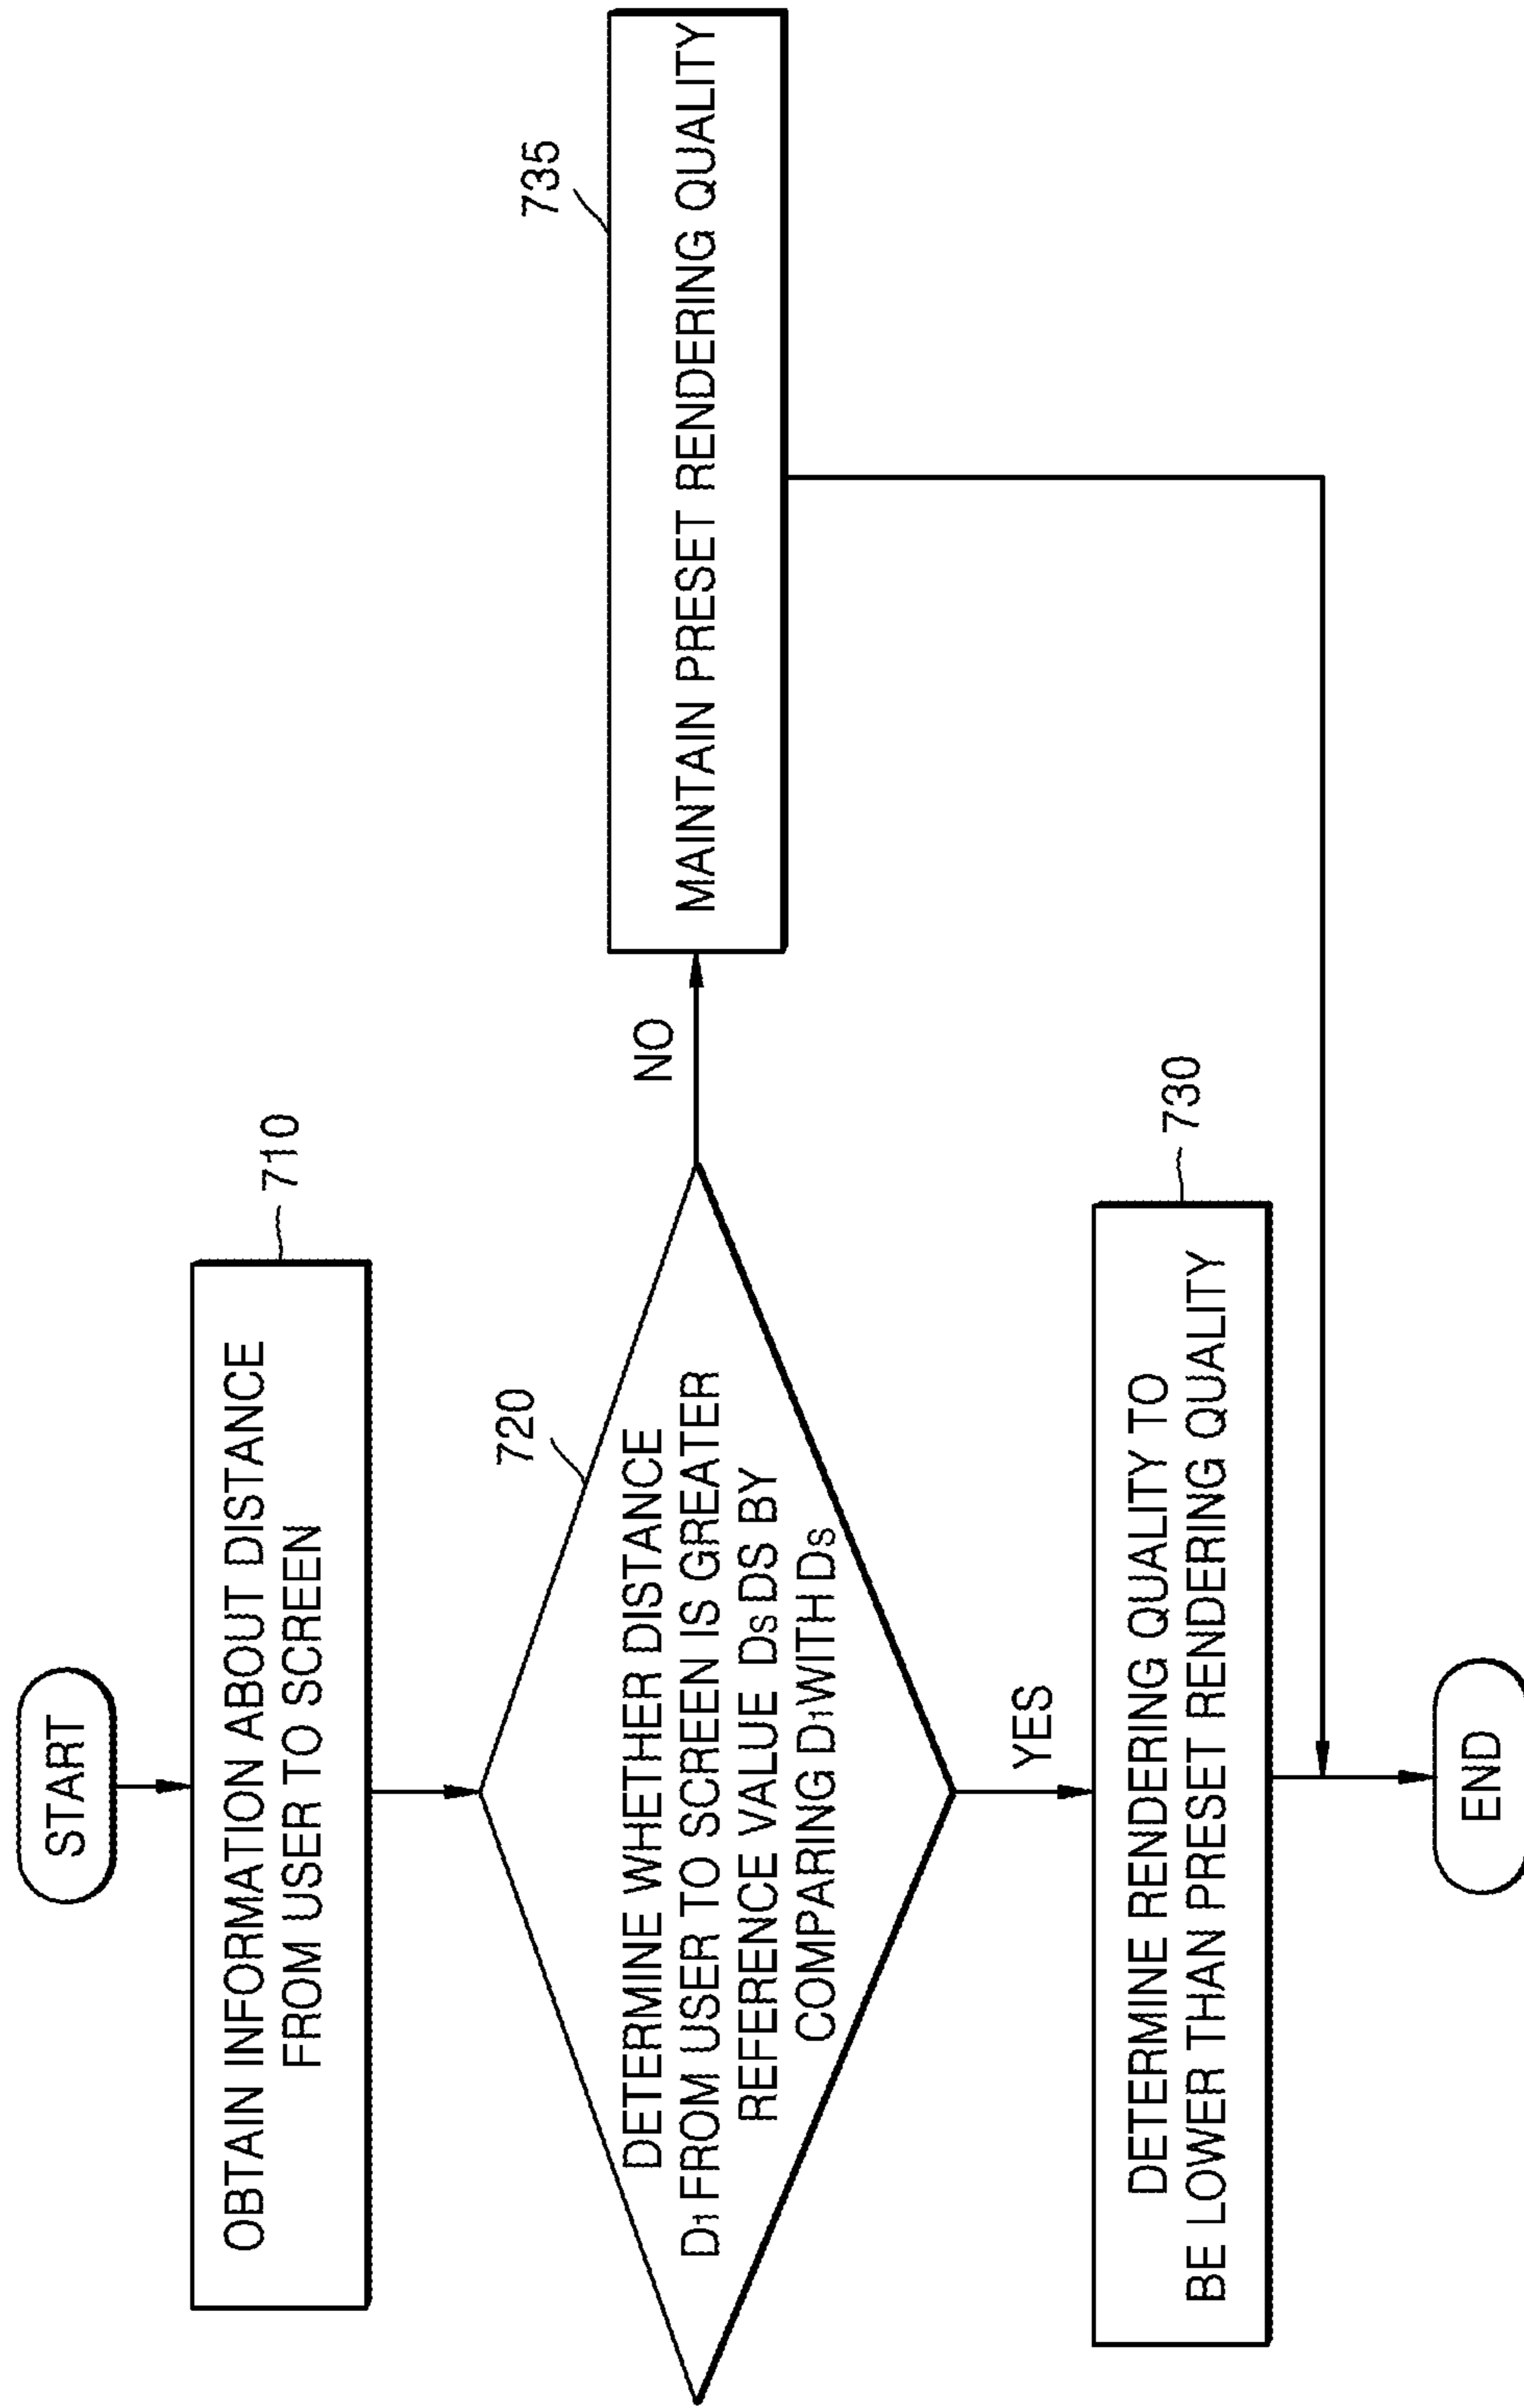 START
OBTAIN INFORMATION ABOUT DISTANCE
FROM USER TO SCREEN
710
DETERMINE WHETHER DISTANCE
D1 FROM USER TO SCREEN IS GREATER
REFERENCE VALUE DS DS BY
COMPARING D1 WITH DS
720
NO
MAINTAIN PRESET RENDERING QUALITY
735
YES
DETERMINE RENDERING QUALITY TO
BE LOWER THAN PRESET RENDERING QUALITY
730
END